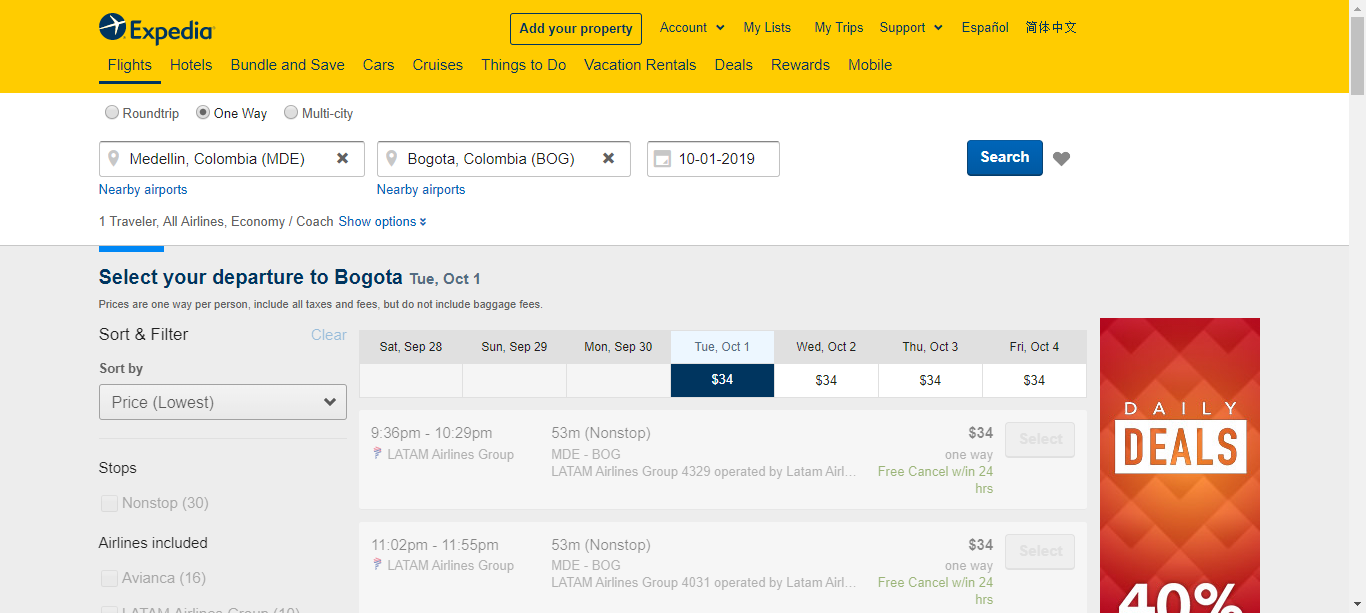 Expedia
Add your property
Account
My Lists
My Trips
Support
Español
简体中文
Flights
Hotels
Bundle and Save
Cars
Cruises
Things to Do
Vacation Rentals
Deals
Rewards
Mobile
Roundtrip
One Way
Multi-city
Medellin, Colombia (MDE)
Bogota, Colombia (BOG)
10-01-2019
Search
Nearby airports
Nearby airports
1 Traveler, All Airlines, Economy / Coach Show options
Select your departure to Bogota Tue, Oct 1
Prices are one way per person, include all taxes and fees, but do not include baggage fees.
Sort & Filter
Clear
Sort by
Price (Lowest)
Stops
Nonstop (30)
Airlines included
Avianca (16)
LATAM Airlines Group (10)
Sat, Sep 28
Sun, Sep 29
Mon, Sep 30
Tue, Oct 1
Wed, Oct 2
Thu, Oct 3
Fri, Oct 4
$34
$34
$34
$34
9:36pm - 10:29pm
LATAM Airlines Group
53m (Nonstop)
MDE - BOG
LATAM Airlines Group 4329 operated by Latam Airl...
$34
one way
Free Cancel w/in 24
hrs
Select
11:02pm - 11:55pm
LATAM Airlines Group
53m (Nonstop)
MDE - BOG
LATAM Airlines Group 4031 operated by Latam Airl...
$34
one way
Free Cancel w/in 24
hrs
Select
DAILY
DEALS
40%